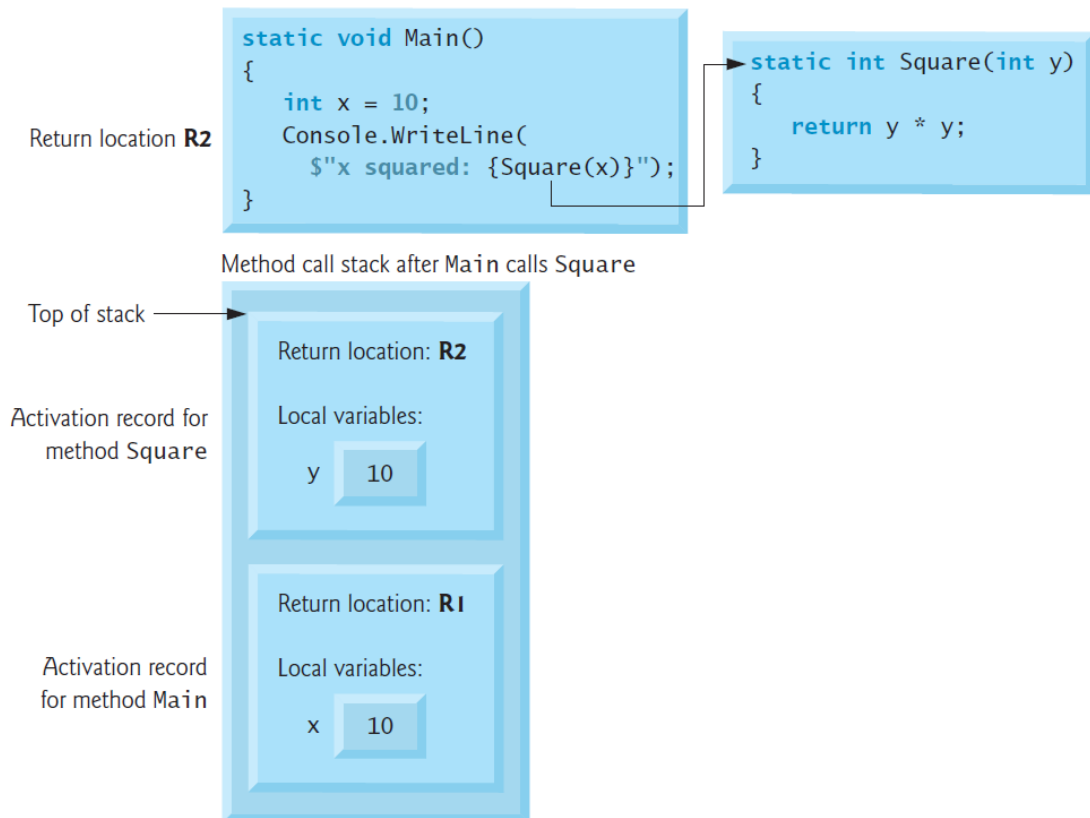 static void Main()
{
int x = 10;
Return location R2
Console.WriteLine(
$"x squared: {Square(x)}");
}
static int Square(int y)
{
return y * y;
}
Method call stack after Main calls Square
Top of stack
Return location: R2
Activation record for
method Square
Local variables:
y 10
Return location: R1
Activation record
for method Main
Local variables:
x 10